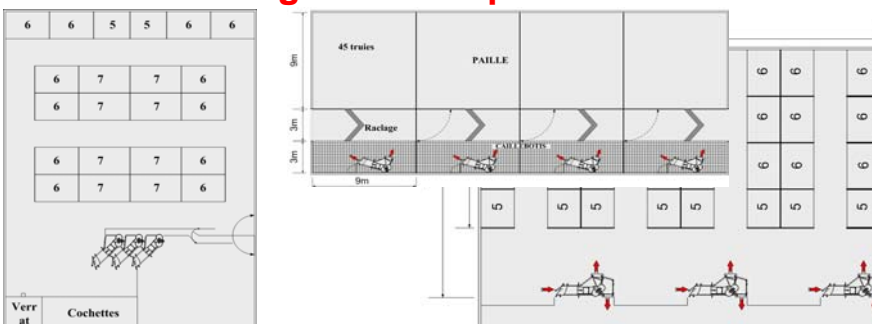 6 6 5 5 6 6
6 7 7 6
6 7 7 6
6 7 7 6
6 7 7 6
Verr
at
Cochettes
9m
45 truies
PAILLE
3m
Raclage
3m
CAILLEBOTIS
9m
6 6 6
6 6 6
6 6 6
5 5 5 5 5 5